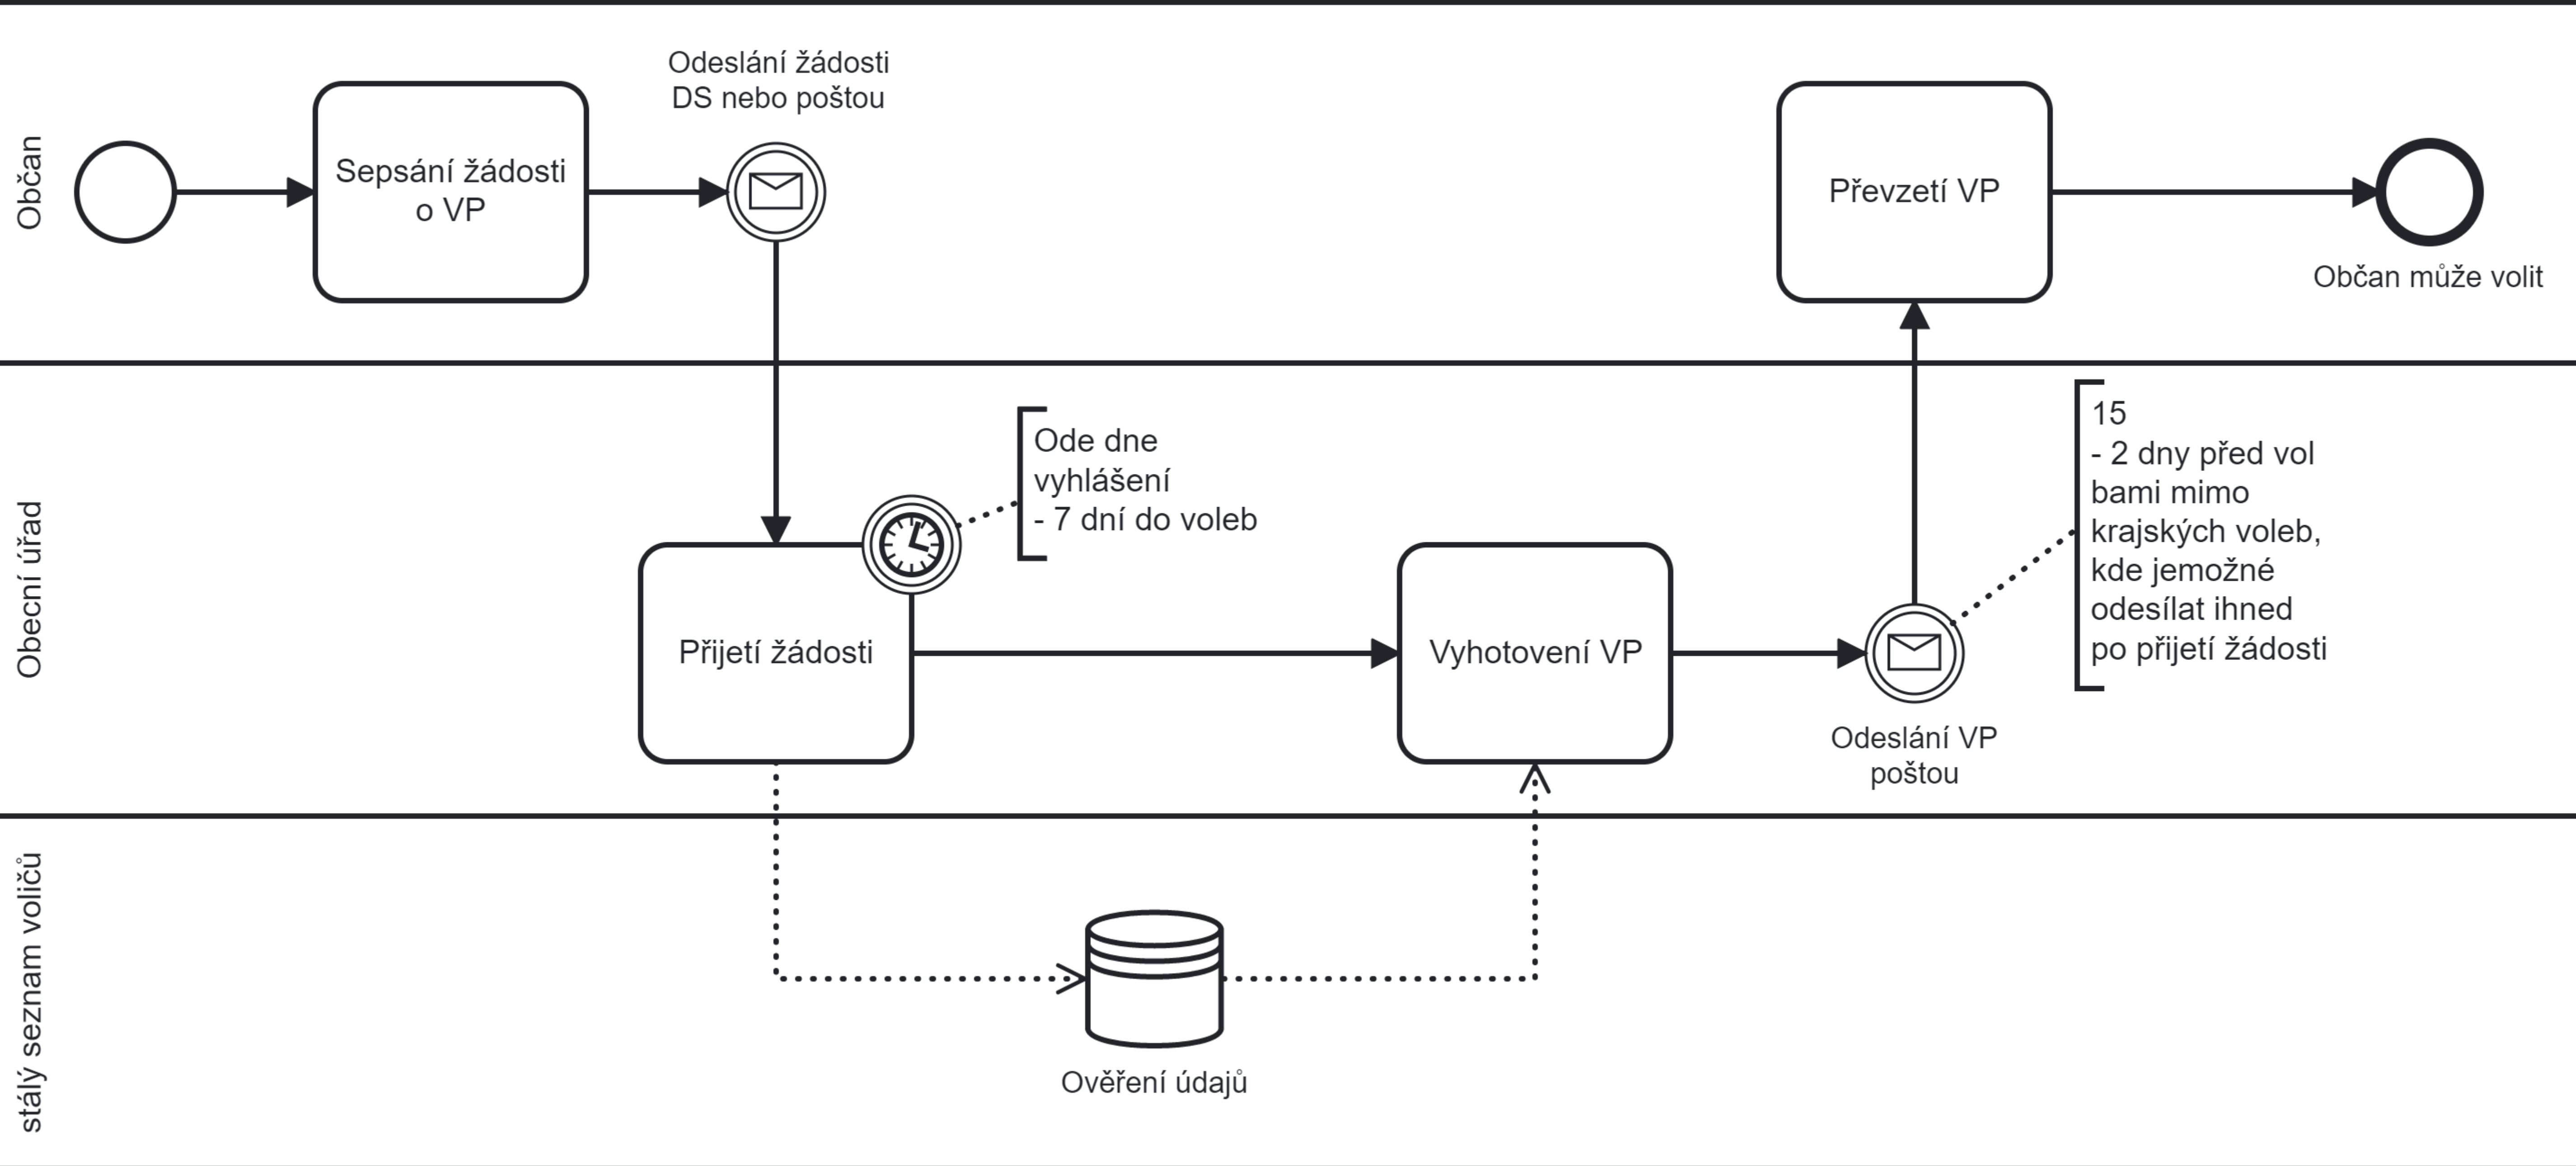 Občan
Sepsání žádosti
o VP
Odeslání žádosti
DS nebo poštou
Převzetí VP
Občan může volit
Obecní úřad
Přijetí žádosti
Ode dne
vyhlášení
- 7 dní do voleb
Vyhotovení VP
Odeslání VP
poštou
15
- 2 dny před vol
bami mimo
krajských voleb,
kde jemožné
odesílat ihned
po přijetí žádosti
stálý seznam voličů
Ověření údajů